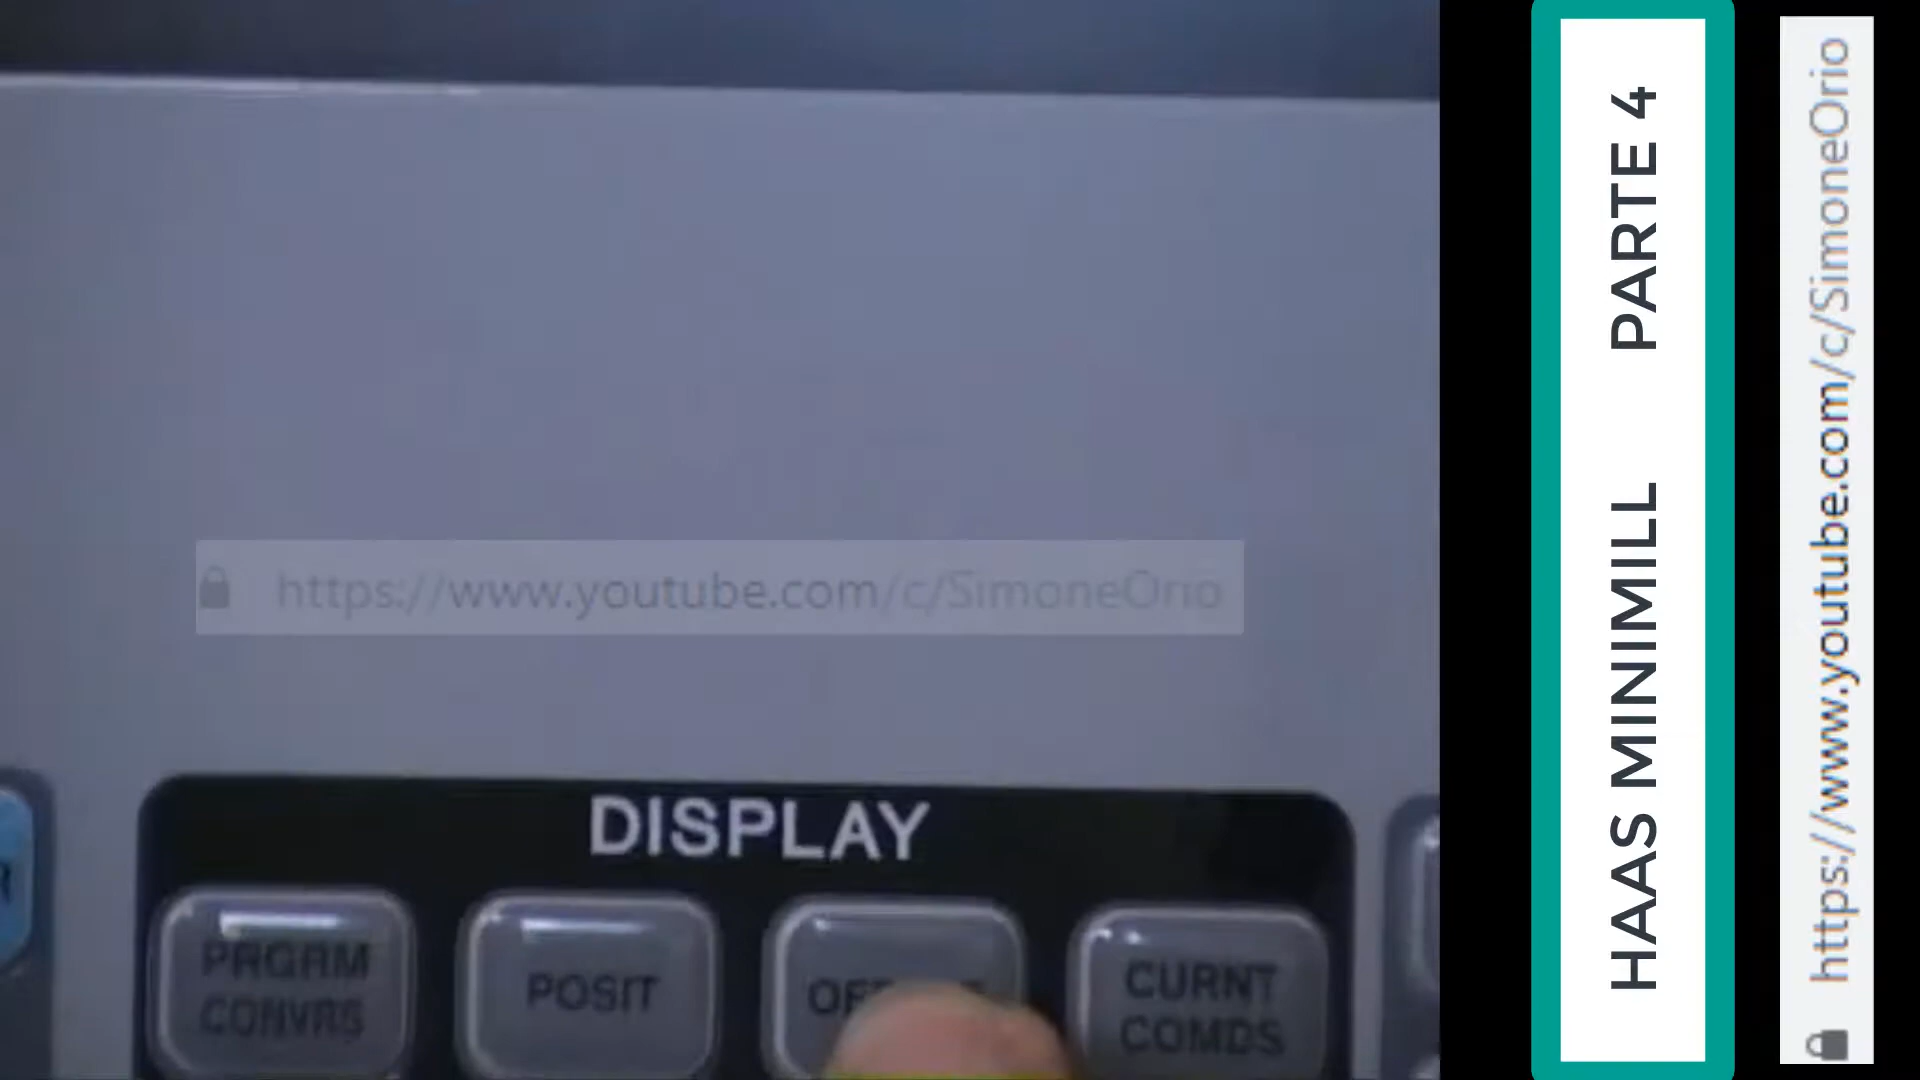 https://www.youtube.com/c/SimoneOrio
DISPLAY
PRGRM
CONVRS
POSIT
CURNT
COMDS
HAAS MINIMILL PARTE 4
https://www.youtube.com/c/SimoneOrio